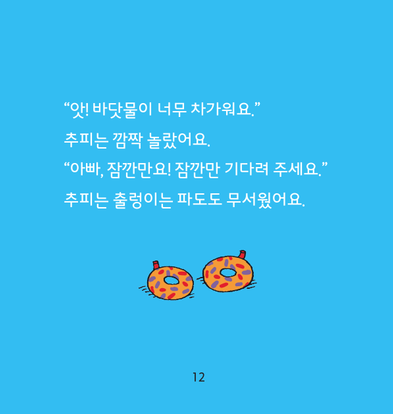 “앗! 바닷물이 너무 차가워요.”
추피는 깜짝 놀랐어요.
“아빠, 잠깐만요! 잠깐만 기다려 주세요.”
추피는 출렁이는 파도도 무서웠어요.
12